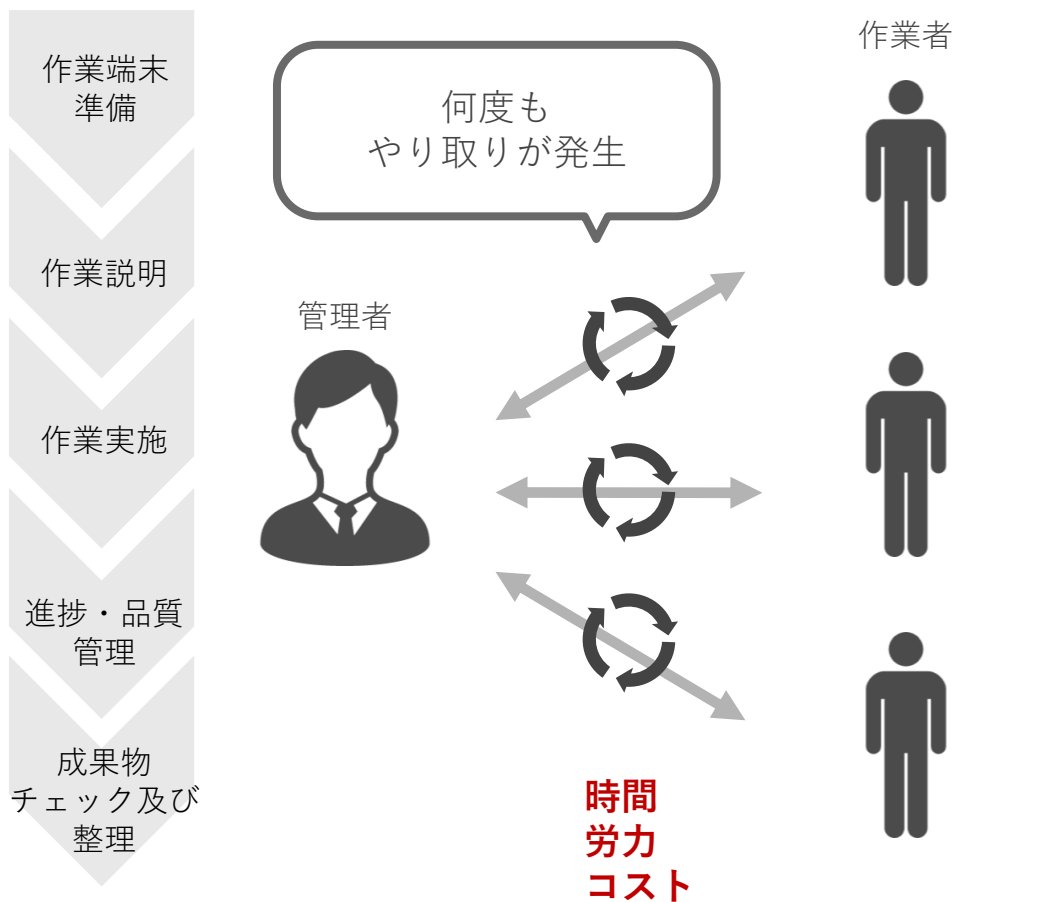 作業端末
準備
作業説明
作業実施
進捗・品質
管理
成果物
チェック及び
整理
何度も
やり取りが発生
管理者
作業者
時間
労力
コスト